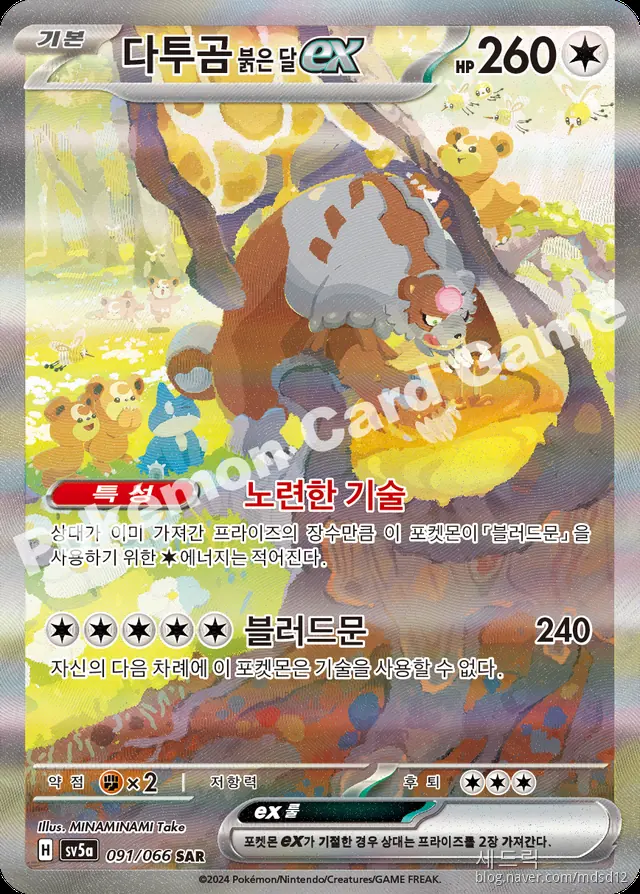 기본 다투곰 붉은 달 ex HP 260
Pokémon Card Game
특성 노련한 기술
상대가 이미 가져간 프라이즈의 장수만큼 이 포켓몬이 「블러드문」을
사용하기 위한 에너지는 적어진다.
블러드문 240
자신의 다음 차례에 이 포켓몬은 기술을 사용할 수 없다.
약점 ×2 저항력 후퇴
ex 룰
포켓몬 ex가 기절한 경우 상대는 프라이즈를 2장 가져간다.
Illus. MINAMINAMI Take
H sv5a 091/066 SAR
©2024 Pokémon/Nintendo/Creatures/GAME FREAK.
세드릭
blog.naver.com/mdsd12